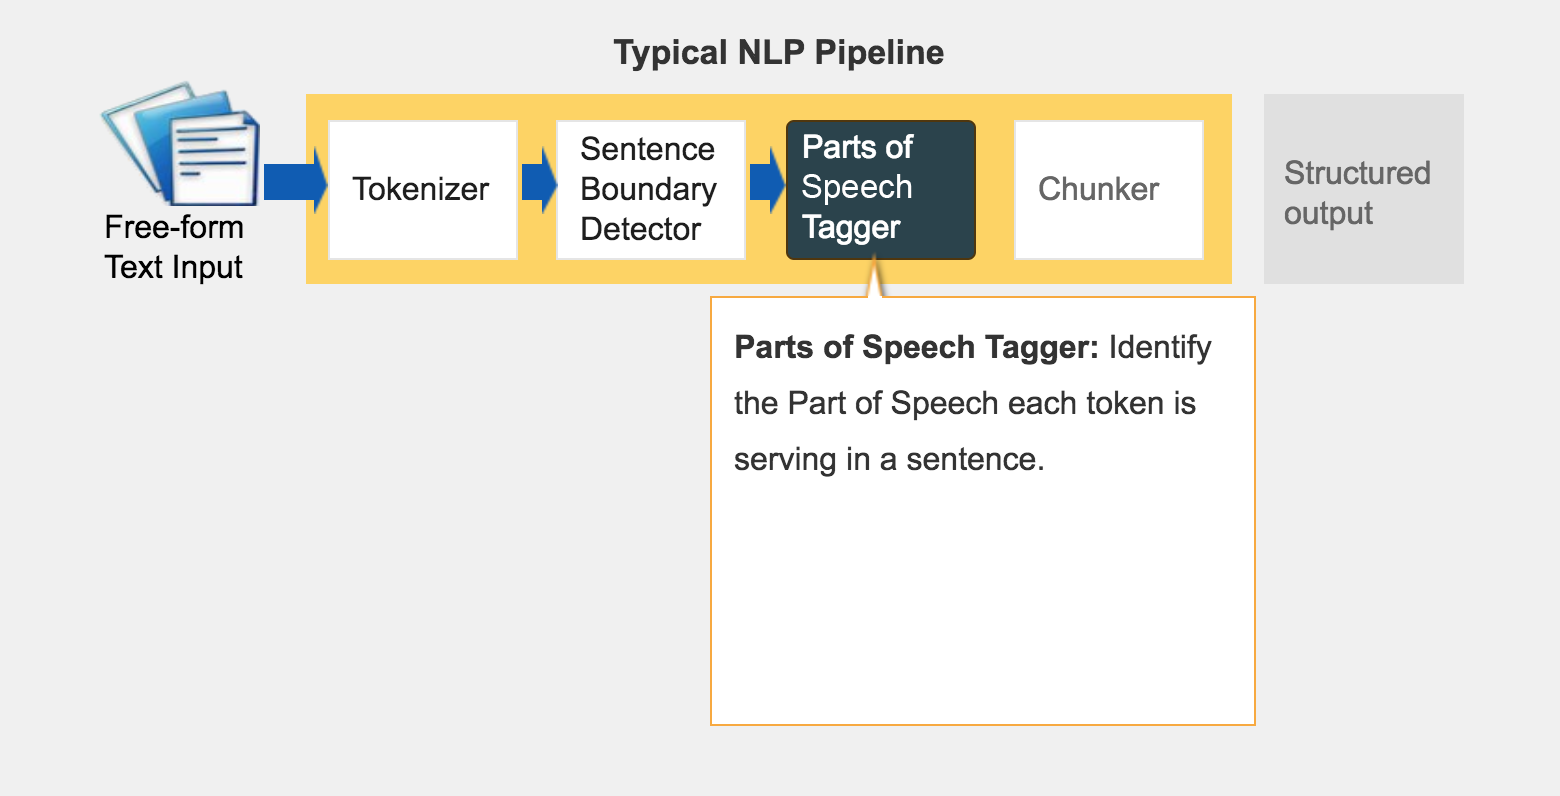 Typical NLP Pipeline
Free-form
Text Input
Tokenizer
Sentence
Boundary
Detector
Parts of
Speech
Tagger
Chunker
Structured
output
Parts of Speech Tagger: Identify
the Part of Speech each token is
serving in a sentence.